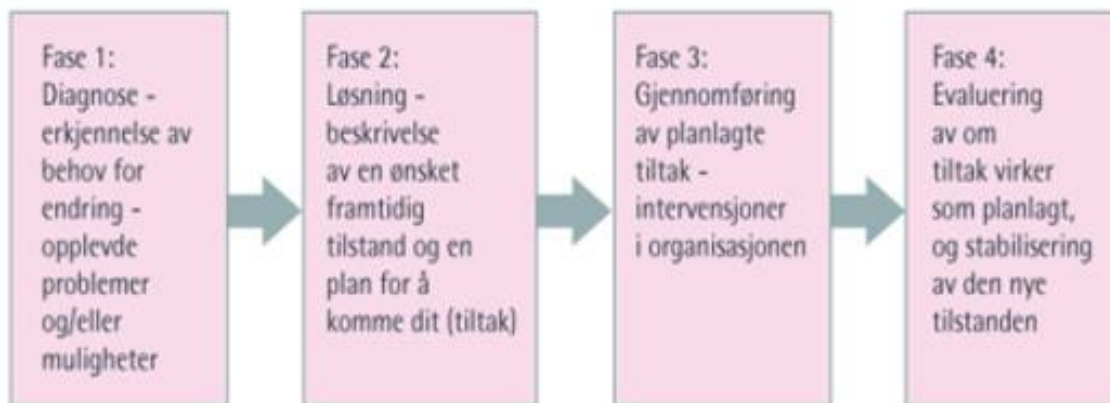 Fase 1:
Diagnose -
erkjennelse av
behov for
endring -
opplevde
problemer
og/eller
muligheter
Fase 2:
Løsning -
beskrivelse
av en ønsket
framtidig
tilstand og en
plan for å
komme dit (tiltak)
Fase 3:
Gjennomføring
av planlagte
tiltak -
intervensjoner
i organisasjonen
Fase 4:
Evaluering
av om
tiltak virker
som planlagt,
og stabilisering
av den nye
tilstanden